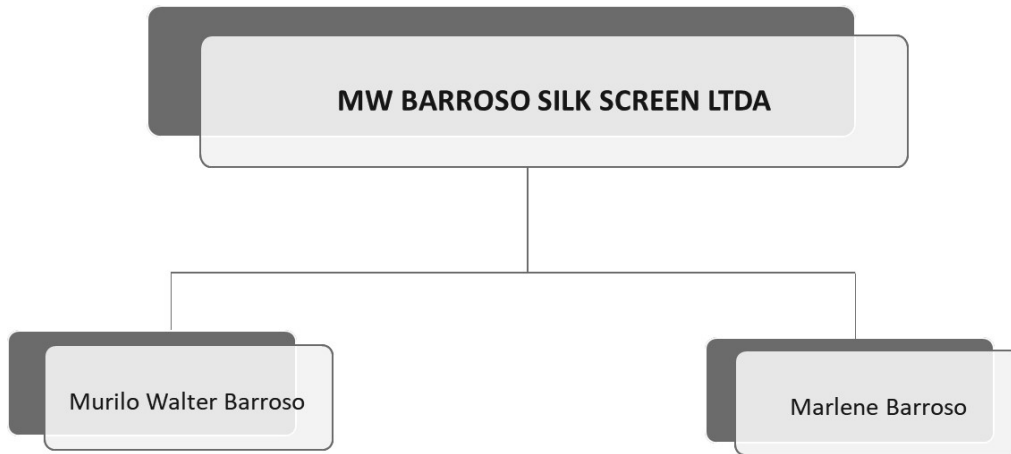 MW BARROSO SILK SCREEN LTDA
Murilo Walter Barroso
Marlene Barroso